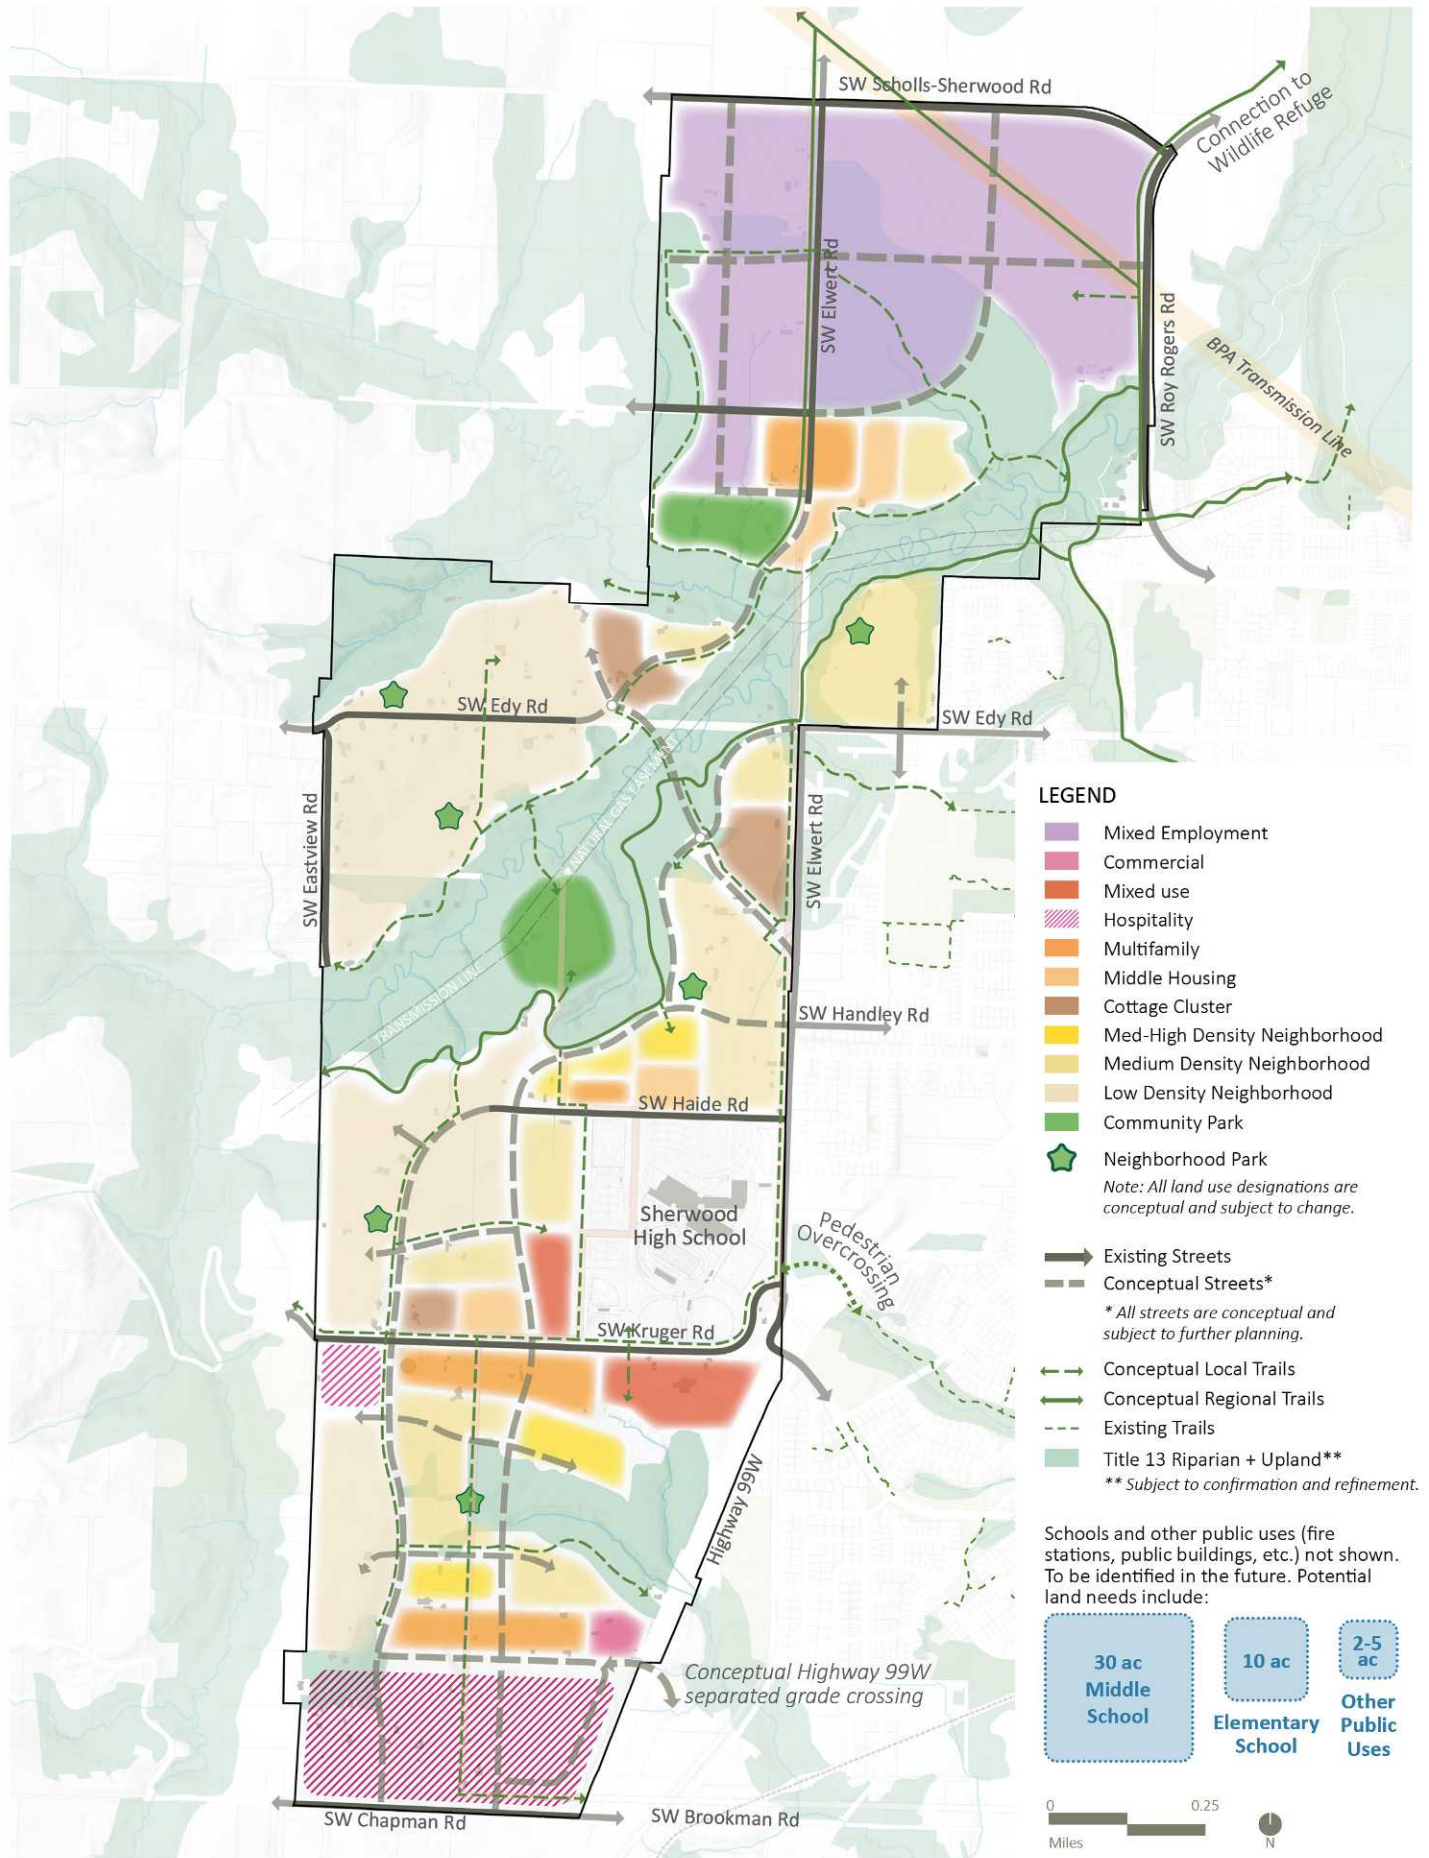 SW Scholls-Sherwood Rd
Connection to
Wildlife Refuge
SW Elwert Rd
SW Roy Rogers Rd
BPA Transmission Line
SW Edy Rd
SW Edy Rd
SW Eastview Rd
NATURAL GAS EASEMENT
TRANSMISSION LINE
SW Elwert Rd
SW Handley Rd
SW Haide Rd
Sherwood
High School
Pedestrian
Overcrossing
SW Kruger Rd
Highway 99W
Conceptual Highway 99W
separated grade crossing
SW Chapman Rd
SW Brookman Rd
LEGEND
Mixed Employment
Commercial
Mixed use
Hospitality
Multifamily
Middle Housing
Cottage Cluster
Med-High Density Neighborhood
Medium Density Neighborhood
Low Density Neighborhood
Community Park
Neighborhood Park
Note: All land use designations are
conceptual and subject to change.
Existing Streets
Conceptual Streets*
* All streets are conceptual and
subject to further planning.
Conceptual Local Trails
Conceptual Regional Trails
Existing Trails
Title 13 Riparian + Upland**
** Subject to confirmation and refinement.
Schools and other public uses (fire
stations, public buildings, etc.) not shown.
To be identified in the future. Potential
land needs include:
30 ac
Middle
School
10 ac
Elementary
School
2-5
ac
Other
Public
Uses
0 0.25
Miles
N